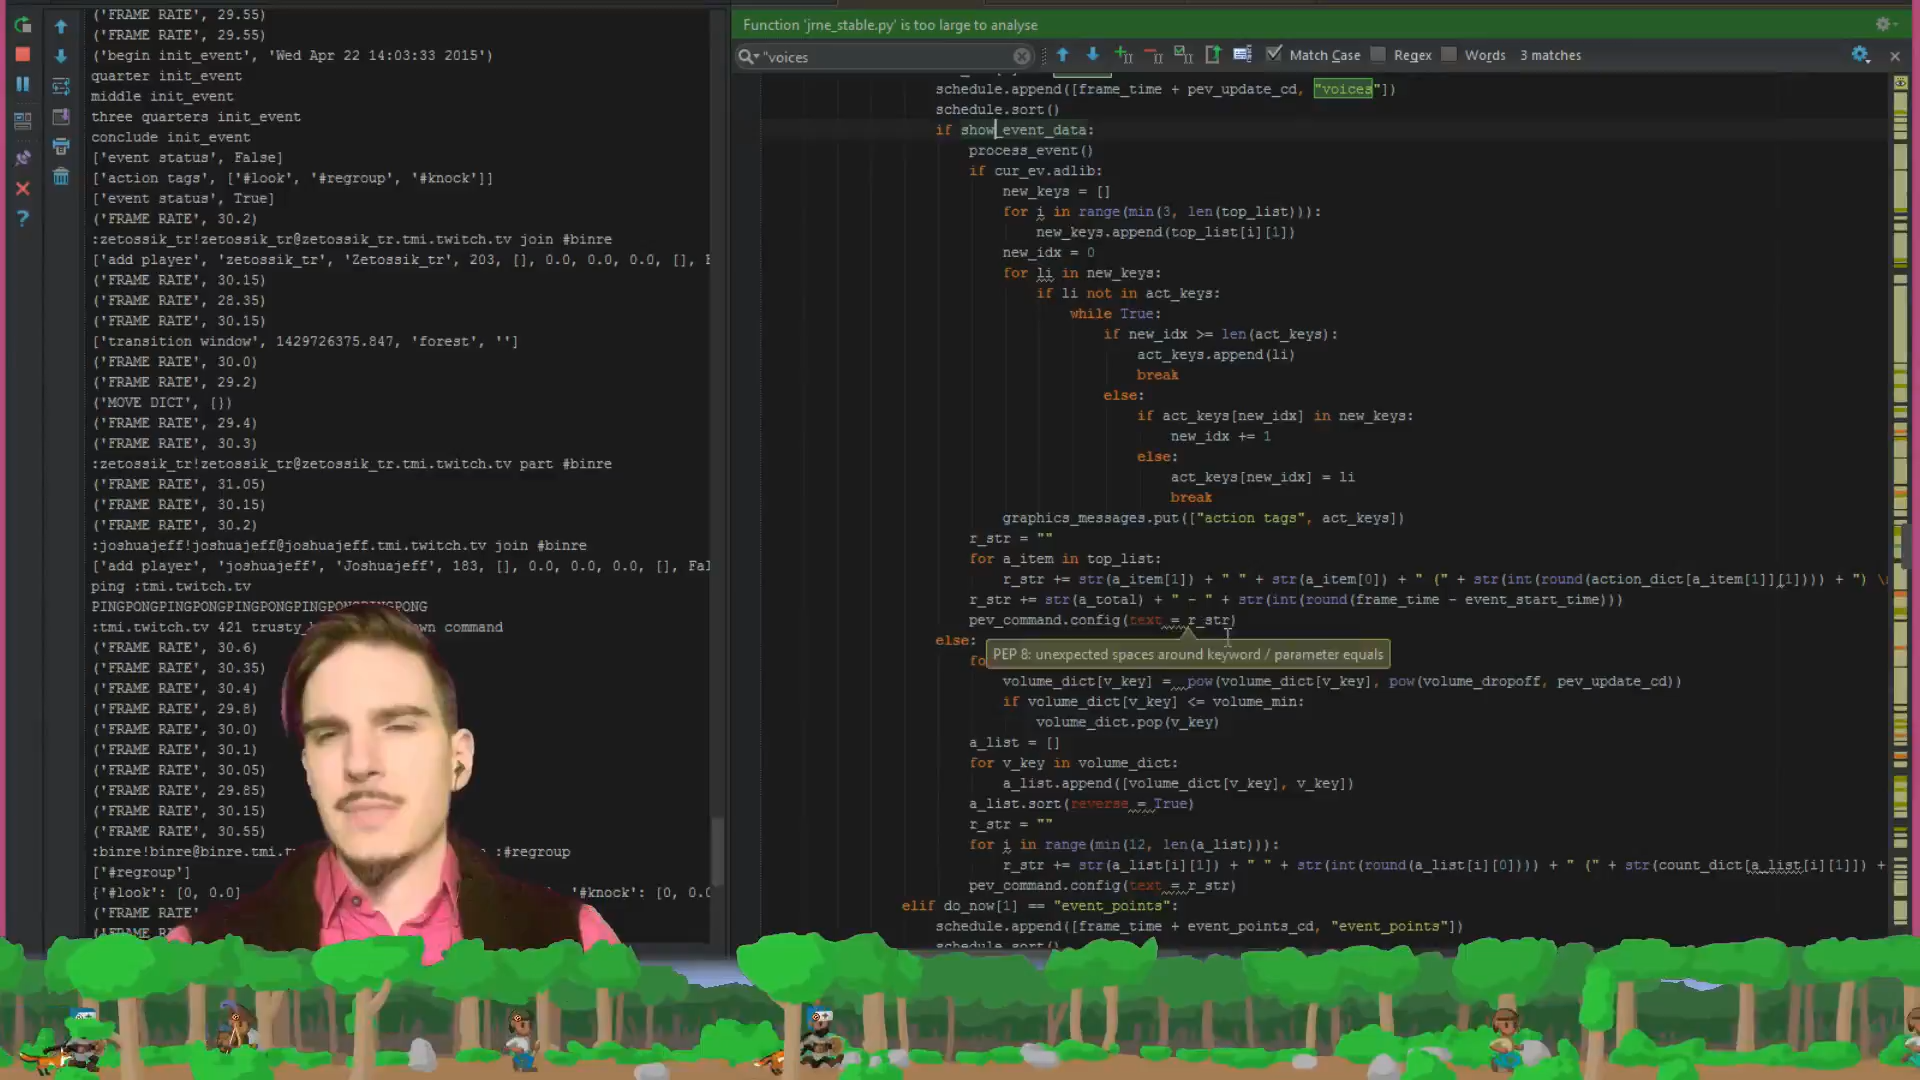 ('FRAME RATE', 29.55)
('FRAME RATE', 29.55)
('begin init_event', 'Wed Apr 22 14:03:33 2015')
quarter init_event
middle init_event
three quarters init_event
conclude init_event
['event status', False]
['action tags', ['#look', '#regroup', '#knock']]
['event status', True]
('FRAME RATE', 30.2)
:zetossik_tr!zetossik_tr@zetossik_tr.tmi.twitch.tv join #binre
['add player', 'zetossik_tr', 'Zetossik_tr', 203, [], 0.0, 0.0, 0.0, [], F
('FRAME RATE', 30.15)
('FRAME RATE', 28.35)
('FRAME RATE', 30.15)
['transition window', 1429726375.847, 'forest', '']
('FRAME RATE', 30.0)
('FRAME RATE', 29.2)
('MOVE DICT', {})
('FRAME RATE', 29.4)
('FRAME RATE', 30.3)
:zetossik_tr!zetossik_tr@zetossik_tr.tmi.twitch.tv part #binre
('FRAME RATE', 31.05)
('FRAME RATE', 30.15)
('FRAME RATE', 30.2)
:joshuajeff!joshuajeff@joshuajeff.tmi.twitch.tv join #binre
['add player', 'joshuajeff', 'Joshuajeff', 183, [], 0.0, 0.0, 0.0, [], Fal
ping :tmi.twitch.tv
PINGPONGPINGPONGPINGPONGPINGPONGPINGPONG
:tmi.twitch.tv 421 command
('FRAME RATE', 30.6)
('FRAME RATE', 30.35)
('FRAME RATE', 30.4)
('FRAME RATE', 29.8)
('FRAME RATE', 30.0)
('FRAME RATE', 30.1)
('FRAME RATE', 30.05)
('FRAME RATE', 29.85)
('FRAME RATE', 30.15)
('FRAME RATE', 30.55)
:binre!binre@binre.tmi.t :#regroup
['#regroup']
{'#look': [0, 0.0] '#knock': [0, 0.0
('FRAME RATE'
('FRAME
Function 'jrne_stable.py' is too large to analyse
"voices
Match Case Regex Words 3 matches
schedule.append([frame_time + pev_update_cd, "voices"])
schedule.sort()
if show_event_data:
process_event()
if cur_ev.adlib:
new_keys = []
for i in range(min(3, len(top_list))):
new_keys.append(top_list[i][1])
new_idx = 0
for li in new_keys:
if li not in act_keys:
while True:
if new_idx >= len(act_keys):
act_keys.append(li)
break
else:
if act_keys[new_idx] in new_keys:
new_idx += 1
else:
act_keys[new_idx] = li
break
graphics_messages.put(["action tags", act_keys])
r_str = ""
for a_item in top_list:
r_str += str(a_item[1]) + " " + str(a_item[0]) + " (" + str(int(round(action_dict[a_item[1]][1]))) + ") \
r_str += str(a_total) + " - " + str(int(round(frame_time - event_start_time)))
pev_command.config(text = r_str)
else:
PEP 8: unexpected spaces around keyword / parameter equals
fo
volume_dict[v_key] = pow(volume_dict[v_key], pow(volume_dropoff, pev_update_cd))
if volume_dict[v_key] <= volume_min:
volume_dict.pop(v_key)
a_list = []
for v_key in volume_dict:
a_list.append([volume_dict[v_key], v_key])
a_list.sort(reverse = True)
r_str = ""
for i in range(min(12, len(a_list))):
r_str += str(a_list[i][1]) + " " + str(int(round(a_list[i][0]))) + " (" + str(count_dict[a_list[i][1]]) +
pev_command.config(text = r_str)
elif do_now[1] == "event_points":
schedule.append([frame_time + event_points_cd, "event_points"])
schedule.sort()